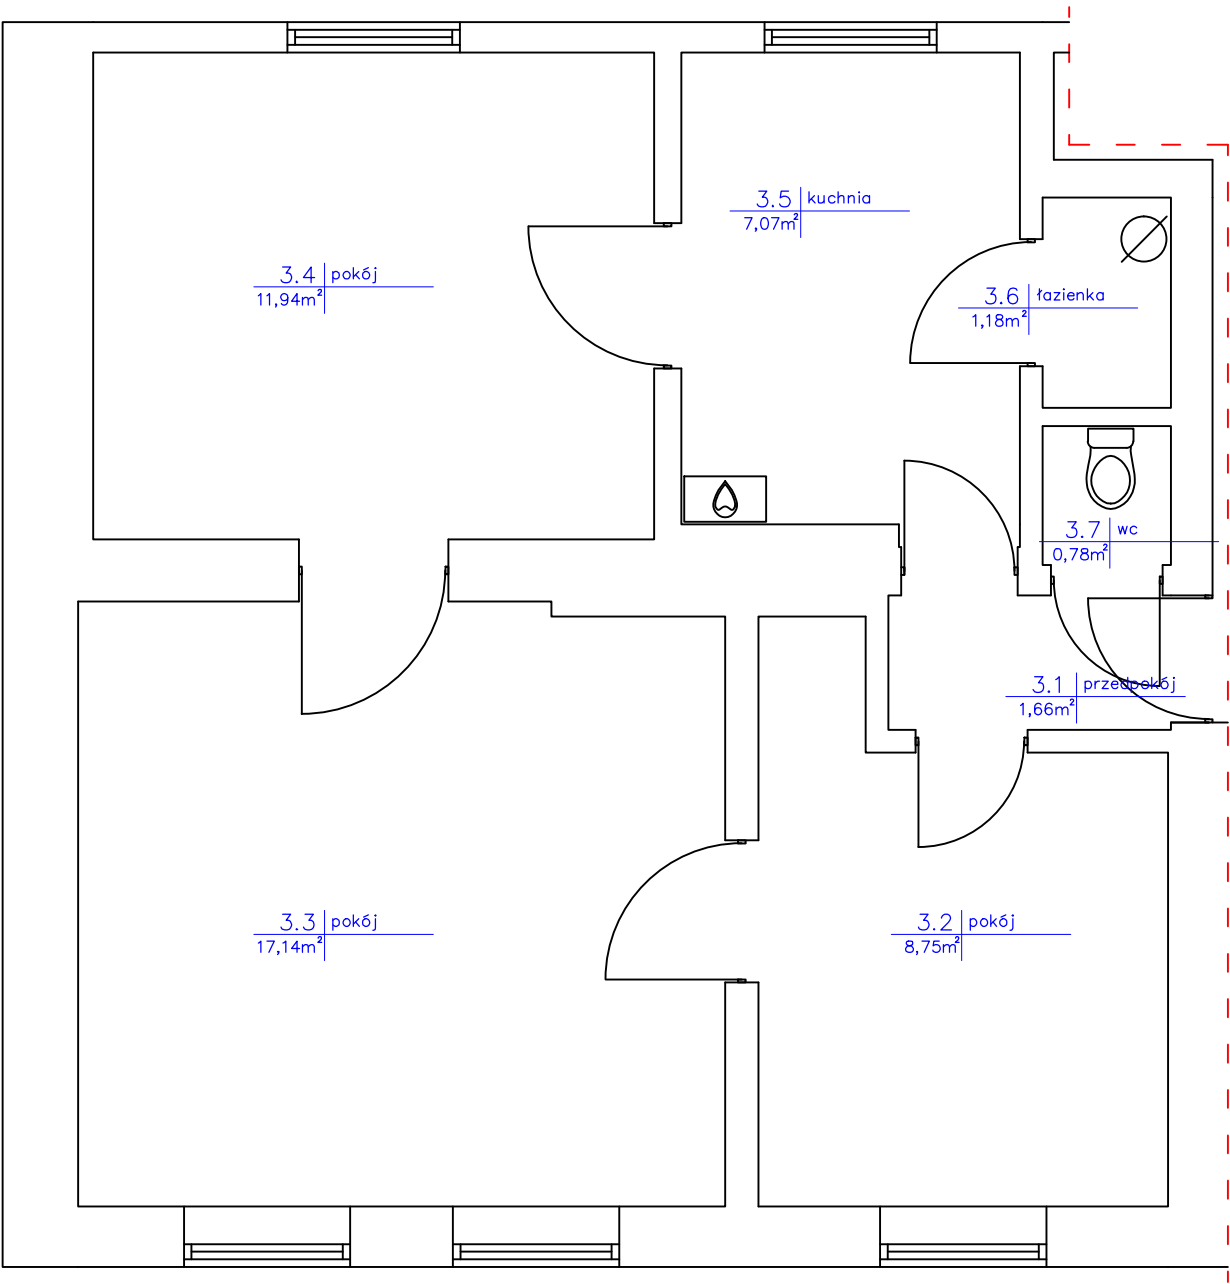 3.5 kuchnia
7,07m²
3.4 pokój
11,94m²
3.6 łazienka
1,18m²
3.7 wc
0,78m²
3.1 przedpokój
1,66m²
3.3 pokój
17,14m²
3.2 pokój
8,75m²